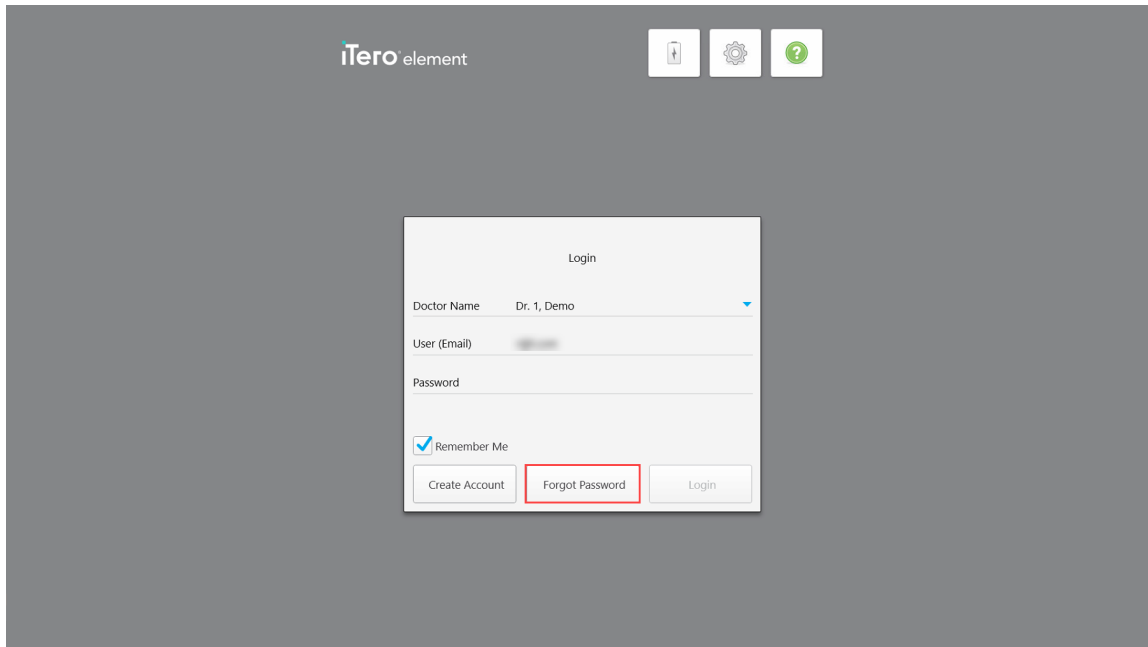 iTero element
Login
Doctor Name Dr. 1, Demo
User (Email)
Password
Remember Me
Create Account Forgot Password Login